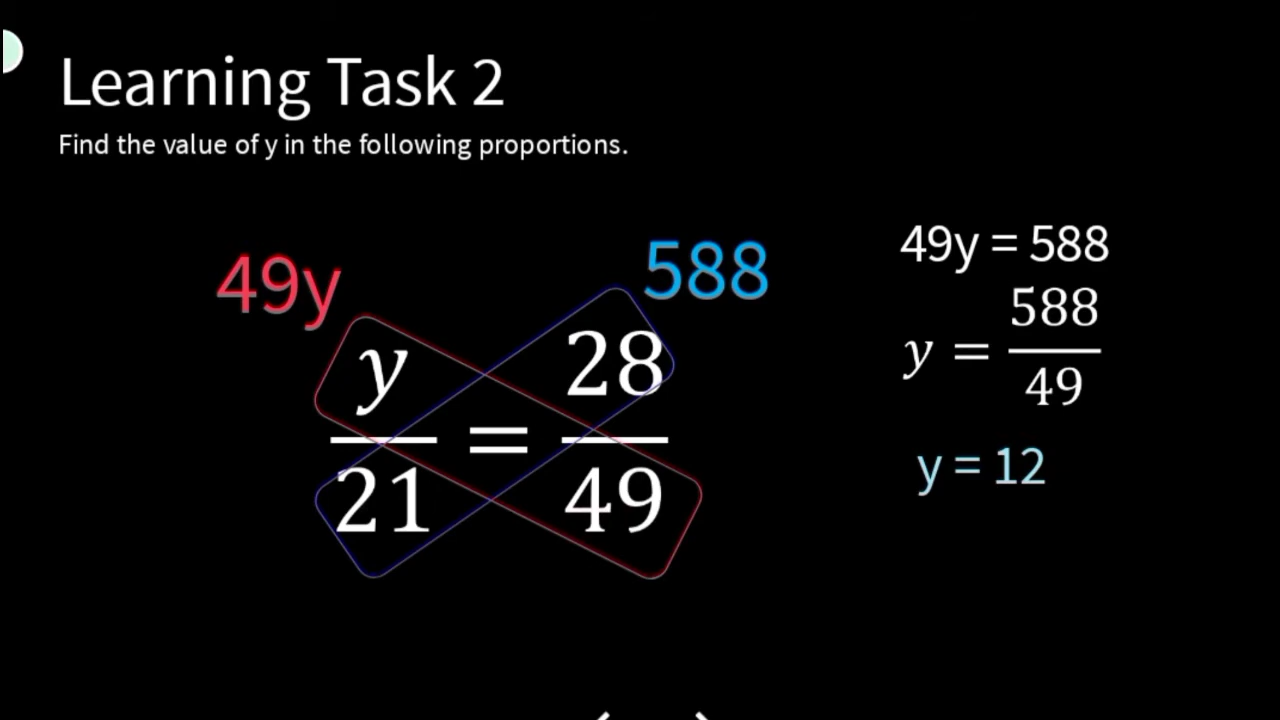 Learning Task 2
Find the value of y in the following proportions.
49y
588
y
28
=
21
49
49y = 588
588
y =
49
y = 12